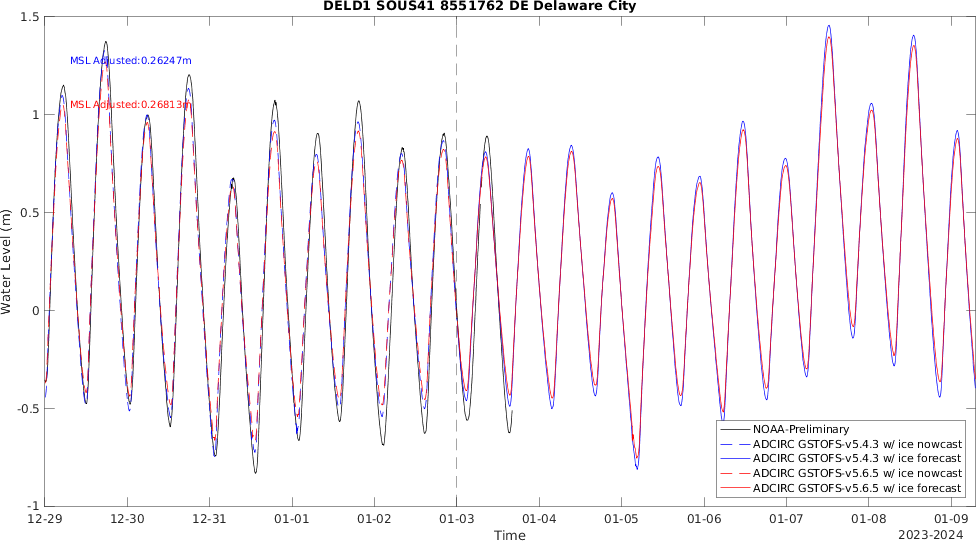 DELD1 SOUS41 8551762 DE Delaware City
1.5
1
0.5
0
-0.5
-1
Water Level (m)
MSL Adjusted:0.26247m
MSL Adjusted:0.26813m
NOAA-Preliminary
ADCIRC GSTOFS-v5.4.3 w/ ice nowcast
ADCIRC GSTOFS-v5.4.3 w/ ice forecast
ADCIRC GSTOFS-v5.6.5 w/ ice nowcast
ADCIRC GSTOFS-v5.6.5 w/ ice forecast
12-29 12-30 12-31 01-01 01-02 01-03 01-04 01-05 01-06 01-07 01-08 01-09
Time
2023-2024